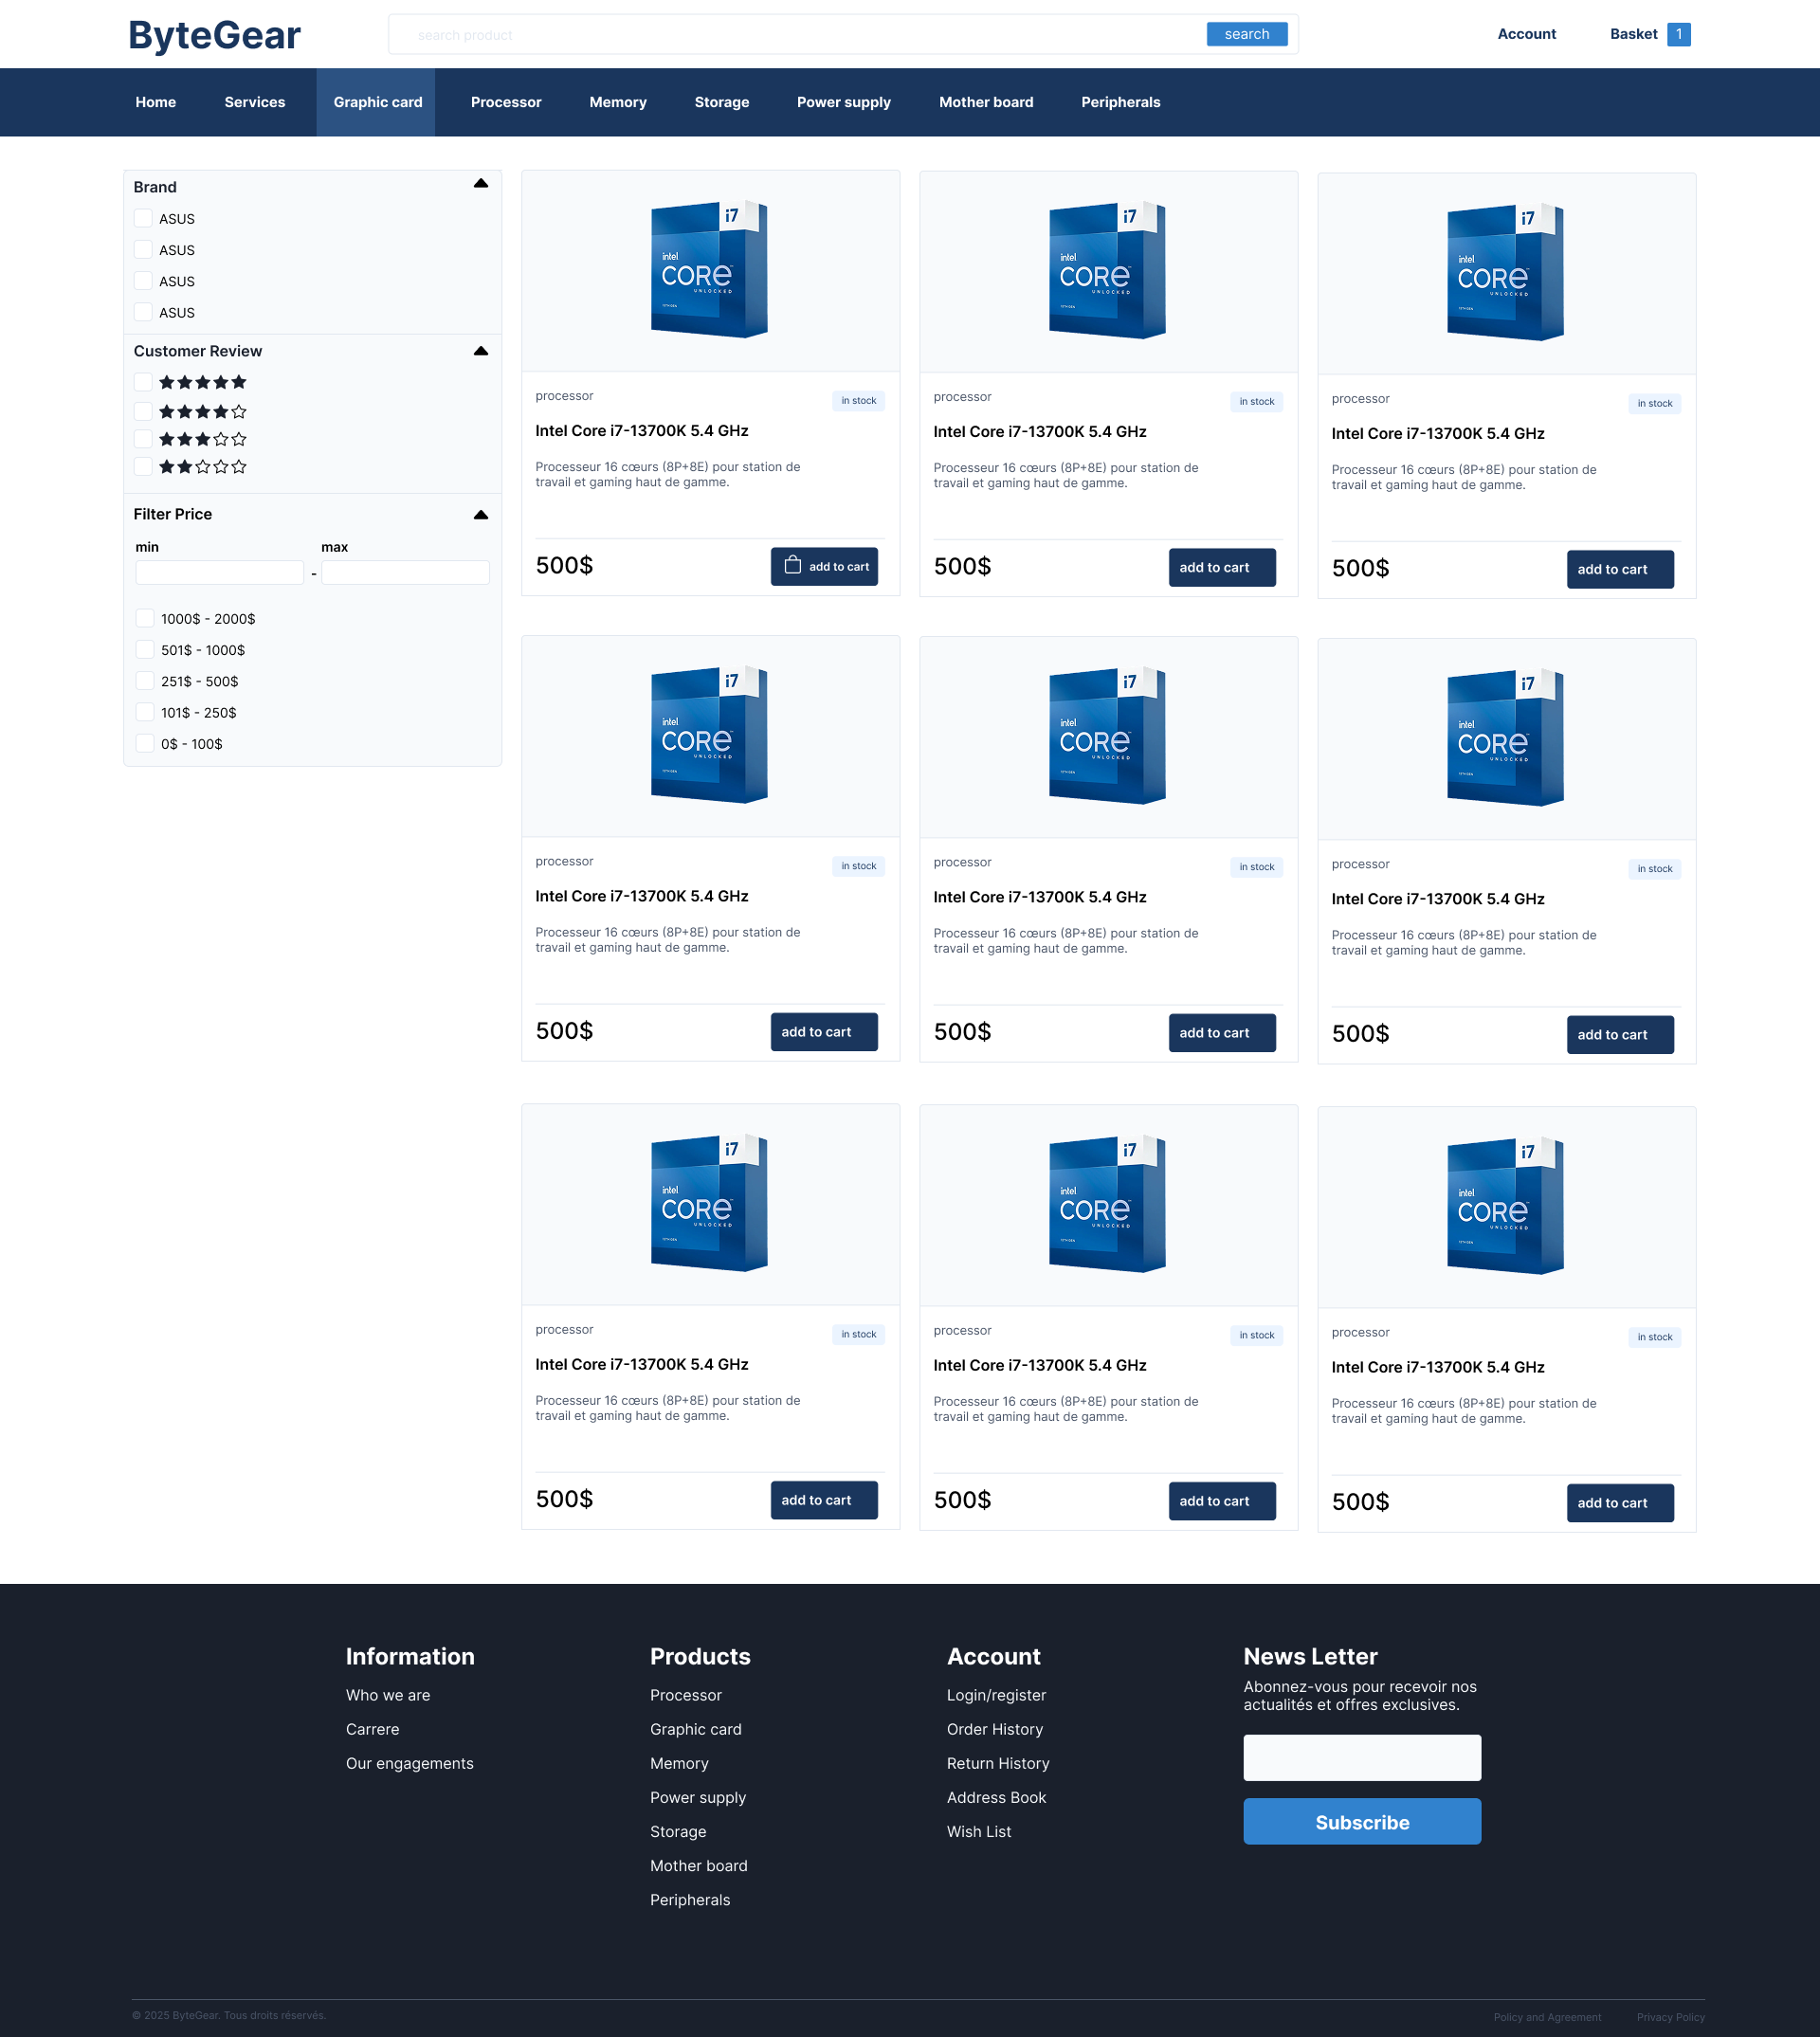 ByteGear
search product
search
Account
Basket
1
Home
Services
Graphic card
Processor
Memory
Storage
Power supply
Mother board
Peripherals
Brand
ASUS
ASUS
ASUS
ASUS
Customer Review
Filter Price
min
max
-
1000$ - 2000$
501$ - 1000$
251$ - 500$
101$ - 250$
0$ - 100$
i7
intel
CORE
UNLOCKED
processor
in stock
Intel Core i7-13700K 5.4 GHz
Processeur 16 cœurs (8P+8E) pour station de
travail et gaming haut de gamme.
500$
add to cart
i7
intel
CORE
UNLOCKED
processor
in stock
Intel Core i7-13700K 5.4 GHz
Processeur 16 cœurs (8P+8E) pour station de
travail et gaming haut de gamme.
500$
add to cart
i7
intel
CORE
UNLOCKED
processor
in stock
Intel Core i7-13700K 5.4 GHz
Processeur 16 cœurs (8P+8E) pour station de
travail et gaming haut de gamme.
500$
add to cart
i7
intel
CORE
UNLOCKED
processor
in stock
Intel Core i7-13700K 5.4 GHz
Processeur 16 cœurs (8P+8E) pour station de
travail et gaming haut de gamme.
500$
add to cart
i7
intel
CORE
UNLOCKED
processor
in stock
Intel Core i7-13700K 5.4 GHz
Processeur 16 cœurs (8P+8E) pour station de
travail et gaming haut de gamme.
500$
add to cart
i7
intel
CORE
UNLOCKED
processor
in stock
Intel Core i7-13700K 5.4 GHz
Processeur 16 cœurs (8P+8E) pour station de
travail et gaming haut de gamme.
500$
add to cart
i7
intel
CORE
UNLOCKED
processor
in stock
Intel Core i7-13700K 5.4 GHz
Processeur 16 cœurs (8P+8E) pour station de
travail et gaming haut de gamme.
500$
add to cart
i7
intel
CORE
UNLOCKED
processor
in stock
Intel Core i7-13700K 5.4 GHz
Processeur 16 cœurs (8P+8E) pour station de
travail et gaming haut de gamme.
500$
add to cart
i7
intel
CORE
UNLOCKED
processor
in stock
Intel Core i7-13700K 5.4 GHz
Processeur 16 cœurs (8P+8E) pour station de
travail et gaming haut de gamme.
500$
add to cart
Information
Who we are
Carrere
Our engagements
Products
Processor
Graphic card
Memory
Power supply
Storage
Mother board
Peripherals
Account
Login/register
Order History
Return History
Address Book
Wish List
News Letter
Abonnez-vous pour recevoir nos
actualités et offres exclusives.
Subscribe
© 2025 ByteGear. Tous droits réservés.
Policy and Agreement
Privacy Policy